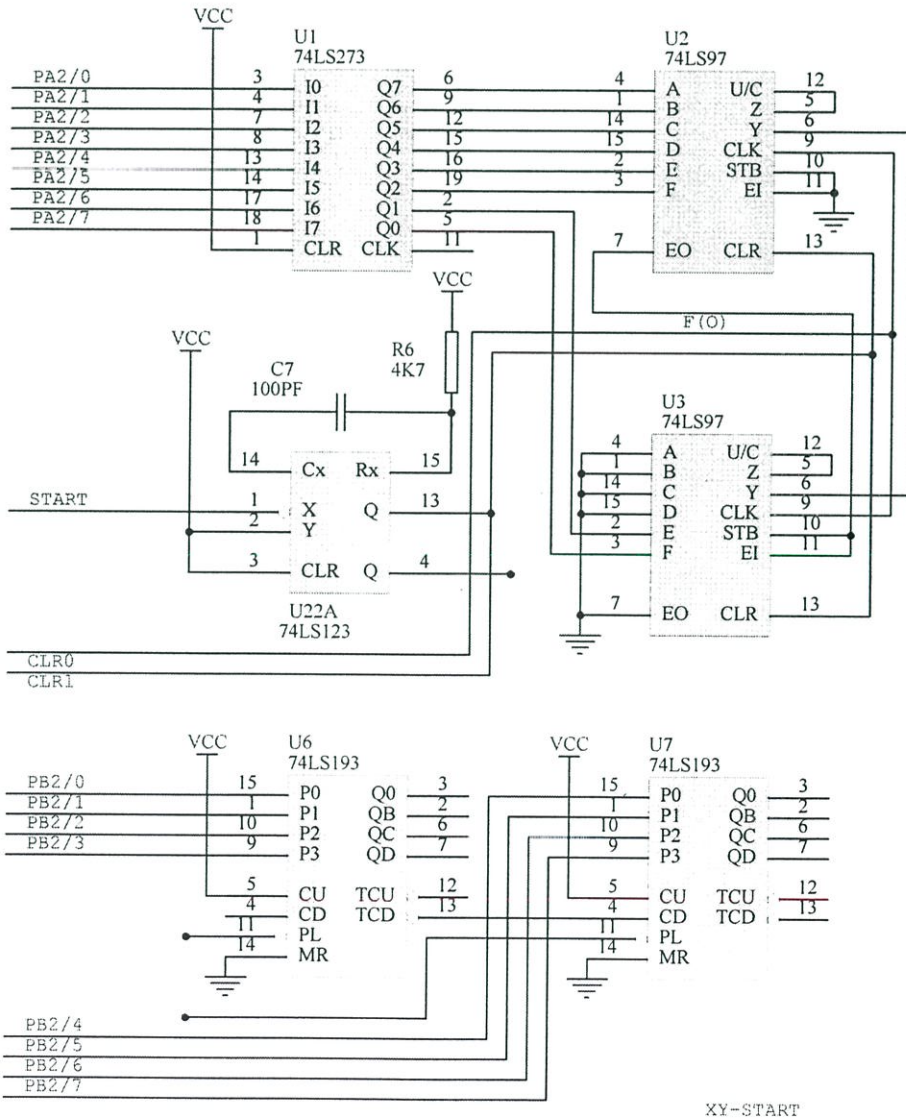 VCC
U1
74LS273
U2
74LS97
PA2/0 3 I0 Q7 6 4 A U/C 12
PA2/1 4 I1 Q6 9 1 B Z 5
PA2/2 7 I2 Q5 12 14 C Y 6
PA2/3 8 I3 Q4 15 15 D CLK 9
PA2/4 13 I4 Q3 16 2 E STB 10
PA2/5 14 I5 Q2 19 3 F EI 11
PA2/6 17 I6 Q1 2
PA2/7 18 I7 Q0 5
1 CLR CLK 11
7 EO CLR 13
VCC
F(O)
VCC
R6
4K7
C7
100PF
U3
74LS97
4 A U/C 12
1 B Z 5
14 C Y 6
15 D CLK 9
2 E STB 10
3 F EI 11
7 EO CLR 13
14 Cx Rx 15
START 1 X Q 13
2 Y
3 CLR Q 4
U22A
74LS123
CLR0
CLR1
VCC
U6
74LS193
VCC
U7
74LS193
PB2/0 15 P0 Q0 3
PB2/1 1 P1 QB 2
PB2/2 10 P2 QC 6
PB2/3 9 P3 QD 7
5 CU TCU 12
4 CD TCD 13
11 PL
14 MR
15 P0 Q0 3
1 P1 QB 2
10 P2 QC 6
9 P3 QD 7
5 CU TCU 12
4 CD TCD 13
11 PL
14 MR
PB2/4
PB2/5
PB2/6
PB2/7
XY-START